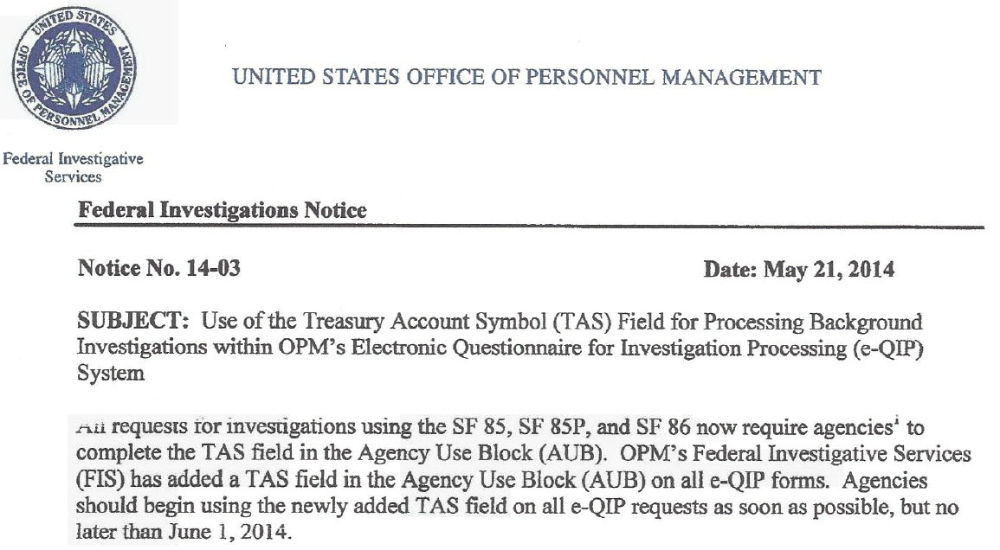 UNITED STATES
OFFICE OF PERSONNEL MANAGEMENT
UNITED STATES OFFICE OF PERSONNEL MANAGEMENT
Federal Investigative
Services
Federal Investigations Notice
Notice No. 14-03 Date: May 21, 2014
SUBJECT: Use of the Treasury Account Symbol (TAS) Field for Processing Background
Investigations within OPM's Electronic Questionnaire for Investigation Processing (e-QIP)
System
All requests for investigations using the SF 85, SF 85P, and SF 86 now require agencies¹ to
complete the TAS field in the Agency Use Block (AUB). OPM's Federal Investigative Services
(FIS) has added a TAS field in the Agency Use Block (AUB) on all e-QIP forms. Agencies
should begin using the newly added TAS field on all e-QIP requests as soon as possible, but no
later than June 1, 2014.